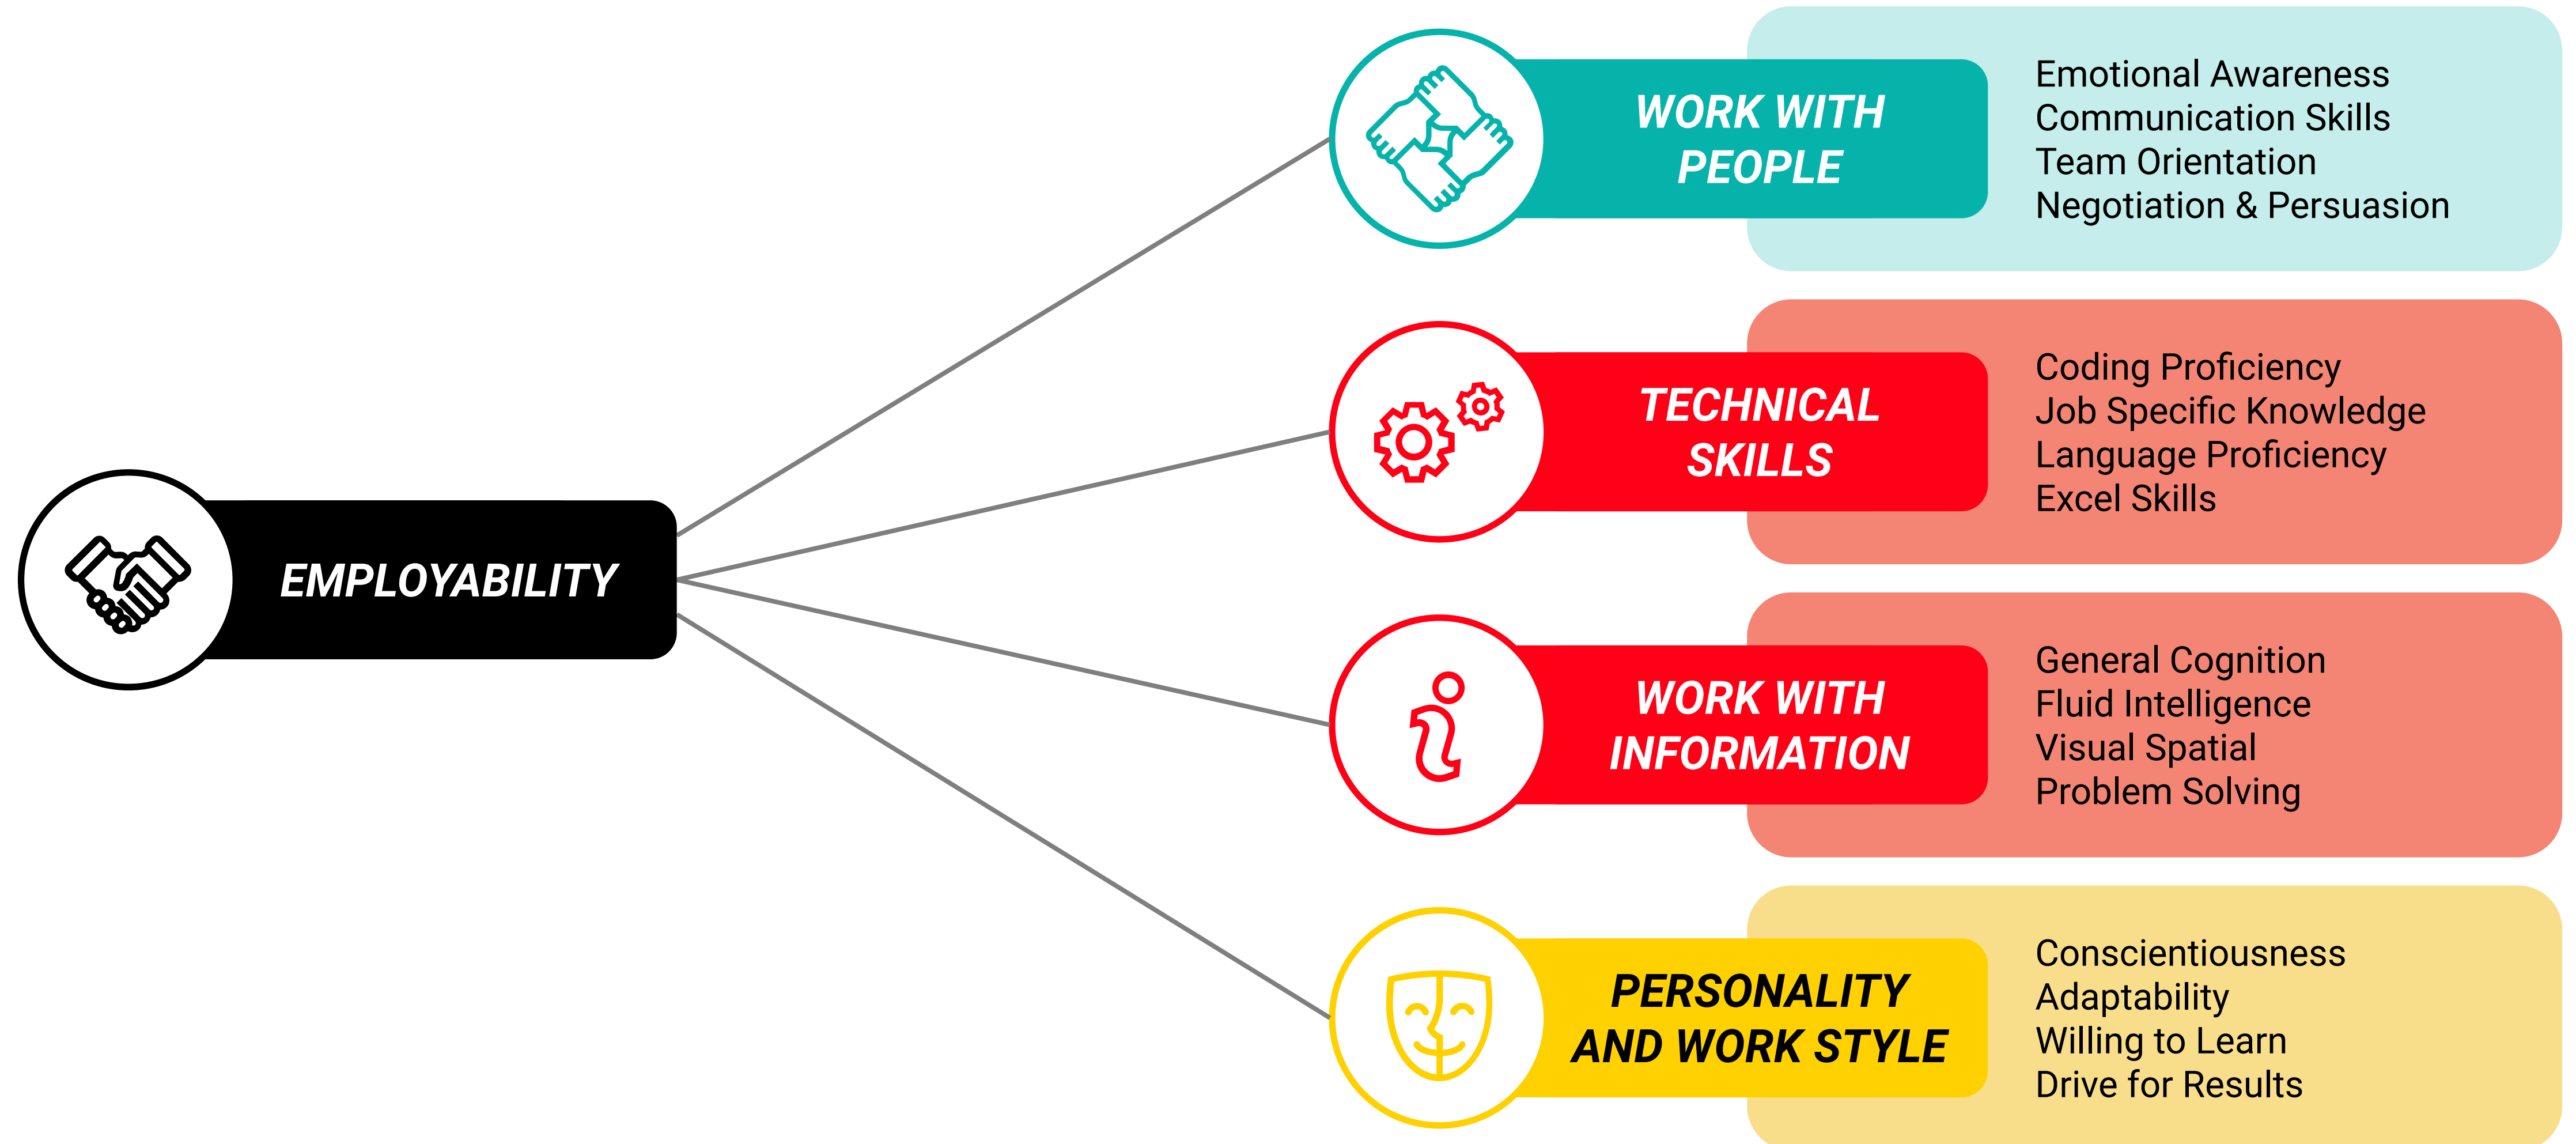 EMPLOYABILITY
WORK WITH
PEOPLE
Emotional Awareness
Communication Skills
Team Orientation
Negotiation & Persuasion
TECHNICAL
SKILLS
Coding Proficiency
Job Specific Knowledge
Language Proficiency
Excel Skills
WORK WITH
INFORMATION
General Cognition
Fluid Intelligence
Visual Spatial
Problem Solving
PERSONALITY
AND WORK STYLE
Conscientiousness
Adaptability
Willing to Learn
Drive for Results